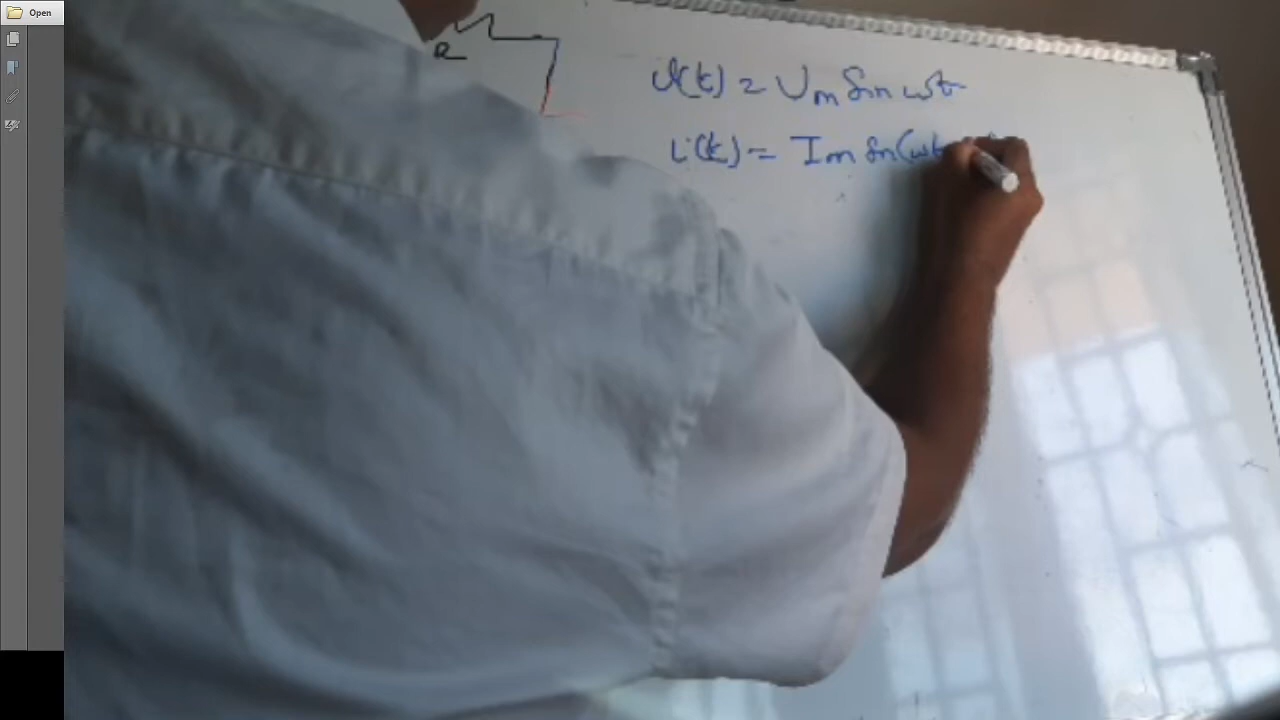 Open
R
v(t) = Vm Sin ωt
i(t) = Im Sin(ωt